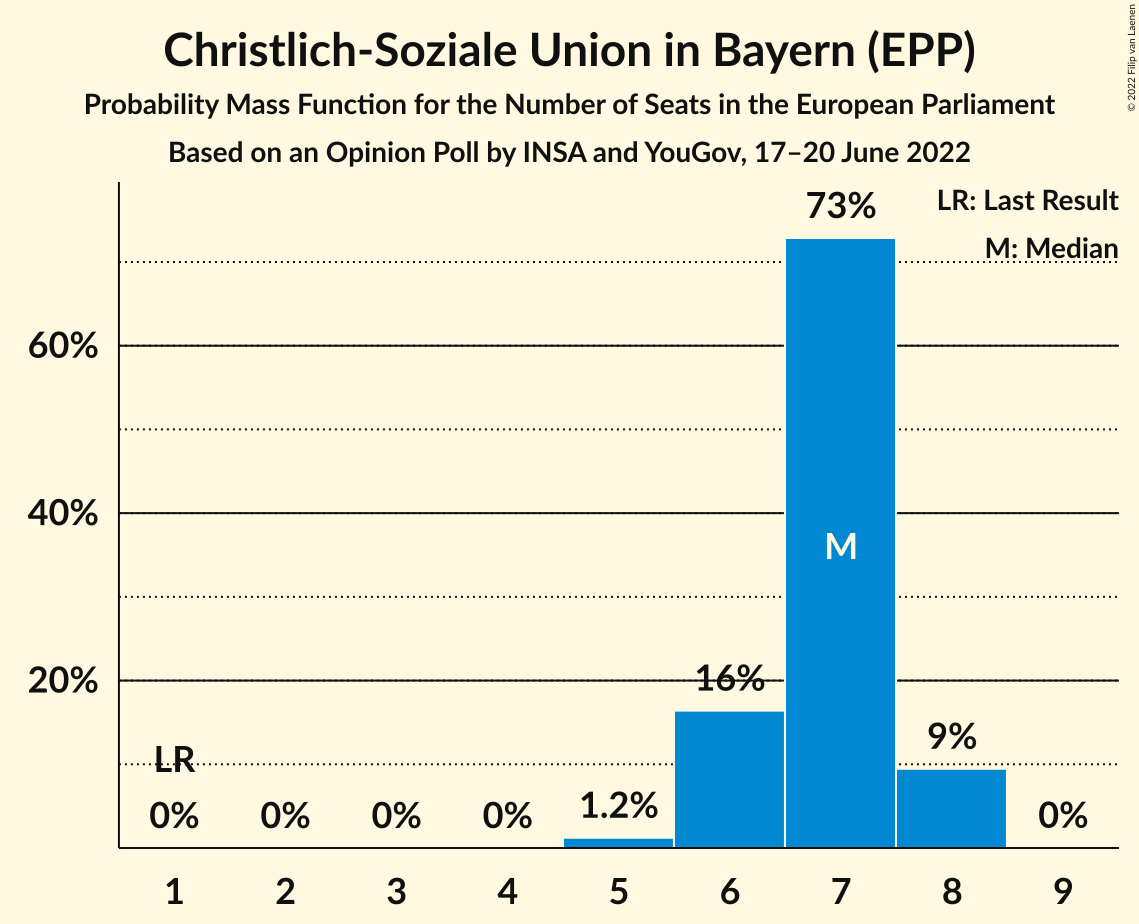 Christlich-Soziale Union in Bayern (EPP)
Probability Mass Function for the Number of Seats in the European Parliament
Based on an Opinion Poll by INSA and YouGov, 17–20 June 2022
© 2022 Filip van Laenen
LR: Last Result
M: Median
73%
60%
40%
M
20%
16%
9%
LR
1.2%
0% 0% 0% 0% 0%
1 2 3 4 5 6 7 8 9